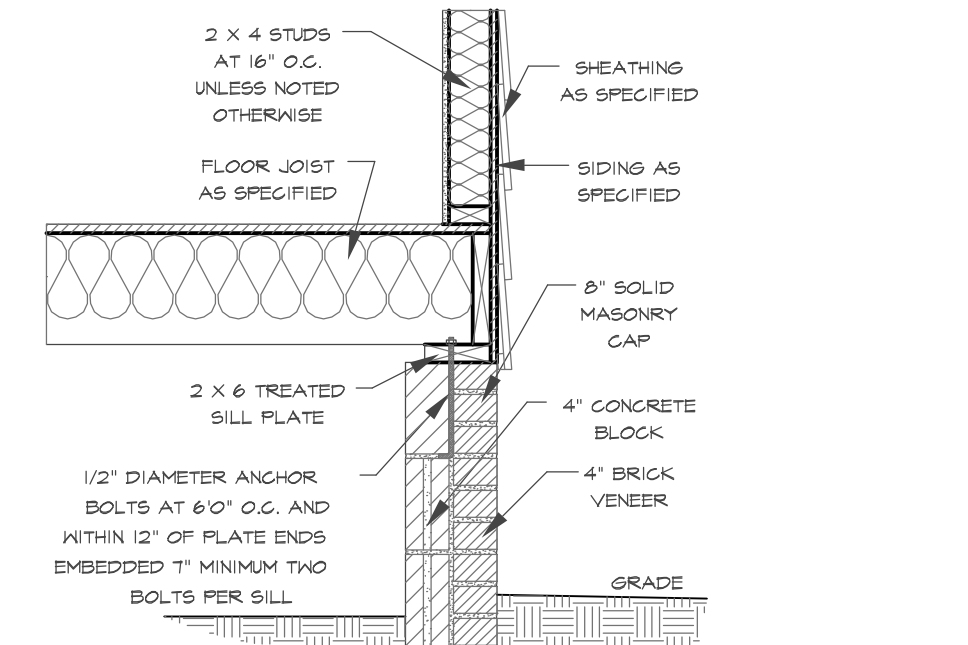 2 X 4 STUDS
AT 16" O.C.
UNLESS NOTED
OTHERWISE
SHEATHING
AS SPECIFIED
FLOOR JOIST
AS SPECIFIED
SIDING AS
SPECIFIED
8" SOLID
MASONRY
CAP
2 X 6 TREATED
SILL PLATE
4" CONCRETE
BLOCK
1/2" DIAMETER ANCHOR
BOLTS AT 6'0" O.C. AND
WITHIN 12" OF PLATE ENDS
EMBEDDED 7" MINIMUM TWO
BOLTS PER SILL
4" BRICK
VENEER
GRADE